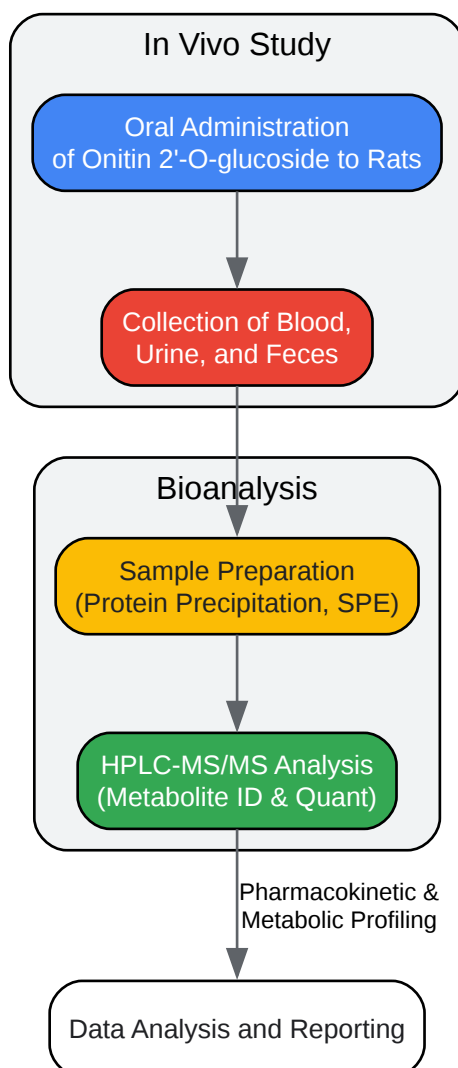 In Vivo Study
Oral Administration
of Onitin 2'-O-glucoside to Rats
Collection of Blood,
Urine, and Feces
Bioanalysis
Sample Preparation
(Protein Precipitation, SPE)
HPLC-MS/MS Analysis
(Metabolite ID & Quant)
Pharmacokinetic &
Metabolic Profiling
Data Analysis and Reporting